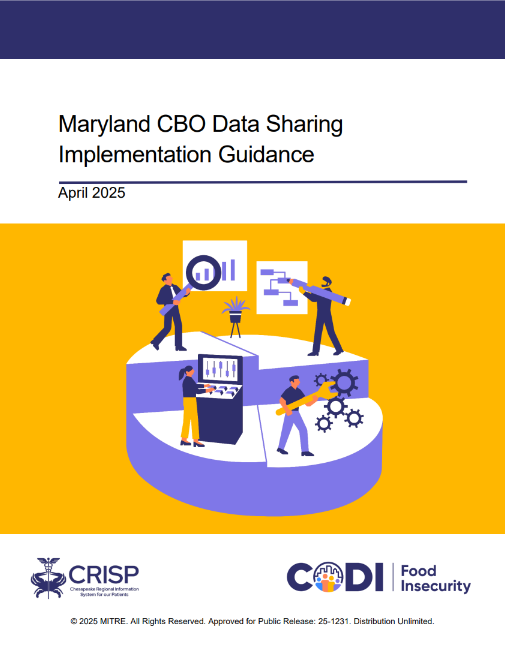 Maryland CBO Data Sharing
Implementation Guidance
April 2025
CRISP
Chesapeake Regional Information
System for our Patients
CODI
Food
Insecurity
© 2025 MITRE. All Rights Reserved. Approved for Public Release: 25-1231. Distribution Unlimited.